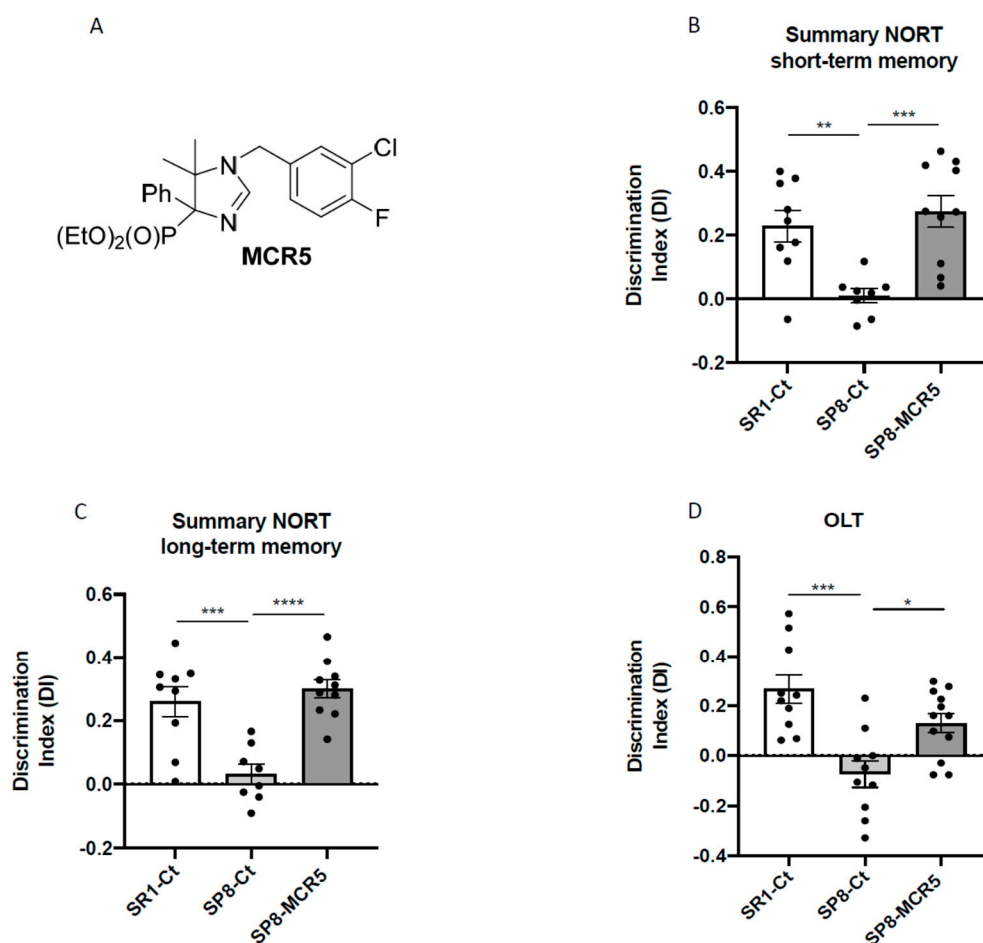 A
N
Cl
Ph
N
F
(EtO)2(O)P
MCR5
B
Summary NORT
short-term memory
Discrimination
Index (DI)
0.6
0.4
0.2
0.0
-0.2
**
***
SR1-Ct
SP8-Ct
SP8-MCR5
C
Summary NORT
long-term memory
Discrimination
Index (DI)
0.6
0.4
0.2
0.0
-0.2
***
****
SR1-Ct
SP8-Ct
SP8-MCR5
D
OLT
Discrimination
Index (DI)
0.8
0.6
0.4
0.2
0.0
-0.2
-0.4
***
*
SR1-Ct
SP8-Ct
SP8-MCR5